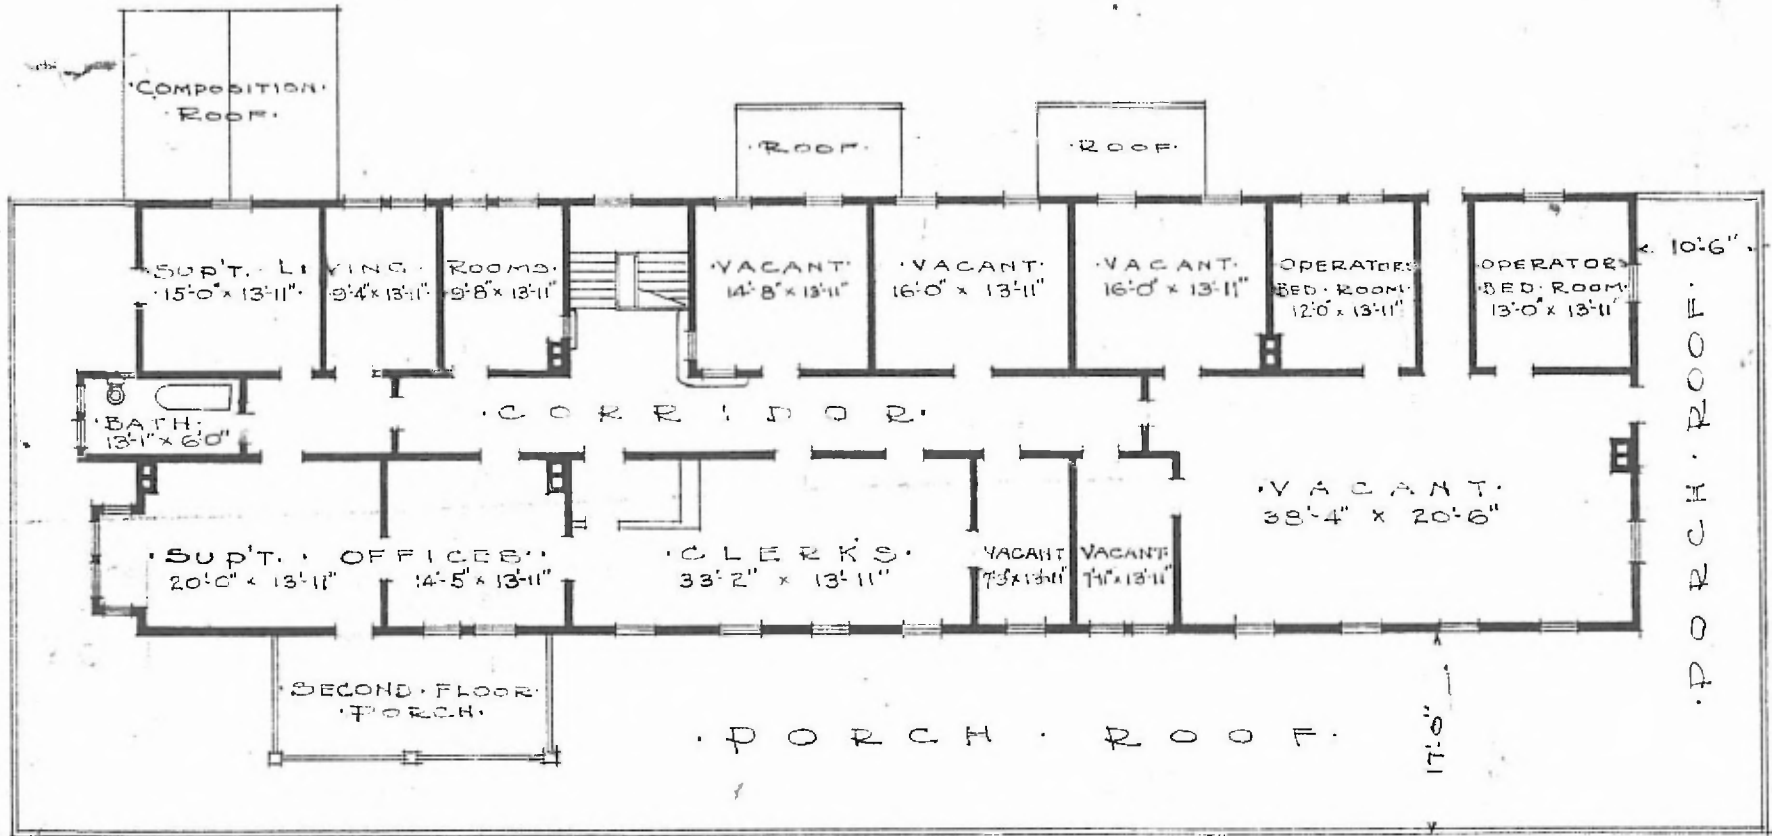 ·COMPOSITION·
·ROOF·
·ROOF·
·ROOF·
·SUP'T. LIVING· ROOMS·
·15'-0" x 13'-11"·
·9'-4" x 13'-11"·
9'-8" x 13'-11"
·VACANT·
14'-8" x 13'-11"
·VACANT·
16'-0" x 13'-11"
·VACANT·
16'-0" x 13'-11"
OPERATORS
BED·ROOM·
12'-0" x 13'-11"
OPERATORS
·BED·ROOM·
13'-0" x 13'-11"
10'-6"
·PORCH·ROOF·
·BATH·
13'-1" x 6'-0"
·CORRIDOR·
·SUP'T.· OFFICES··
20'-0" x 13'-11"
14'-5" x 13'-11"
·CLERKS·
33'-2" x 13'-11"
VACANT
VACANT
7'-11" x 13'-11"
·VACANT·
38'-4" x 20'-6"
·SECOND·FLOOR·
·PORCH·
·PORCH·ROOF·
17'-0"